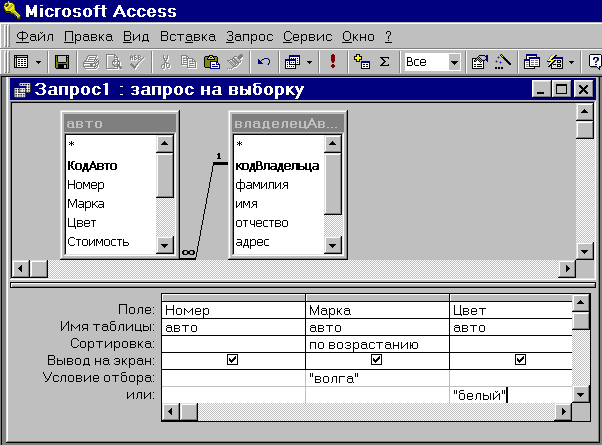 Microsoft Access
Файл Правка Вид Вставка Запрос Сервис Окно ?
Все
Запрос1 : запрос на выборку
авто владелецАв...
* *
КодАвто 1 кодВладельца
Номер фамилия
Марка имя
Цвет отчество
Стоимость адрес
∞
Поле: Номер Марка Цвет
Имя таблицы: авто авто авто
Сортировка: по возрастанию
Вывод на экран:
Условие отбора: "волга"
или: "белый"